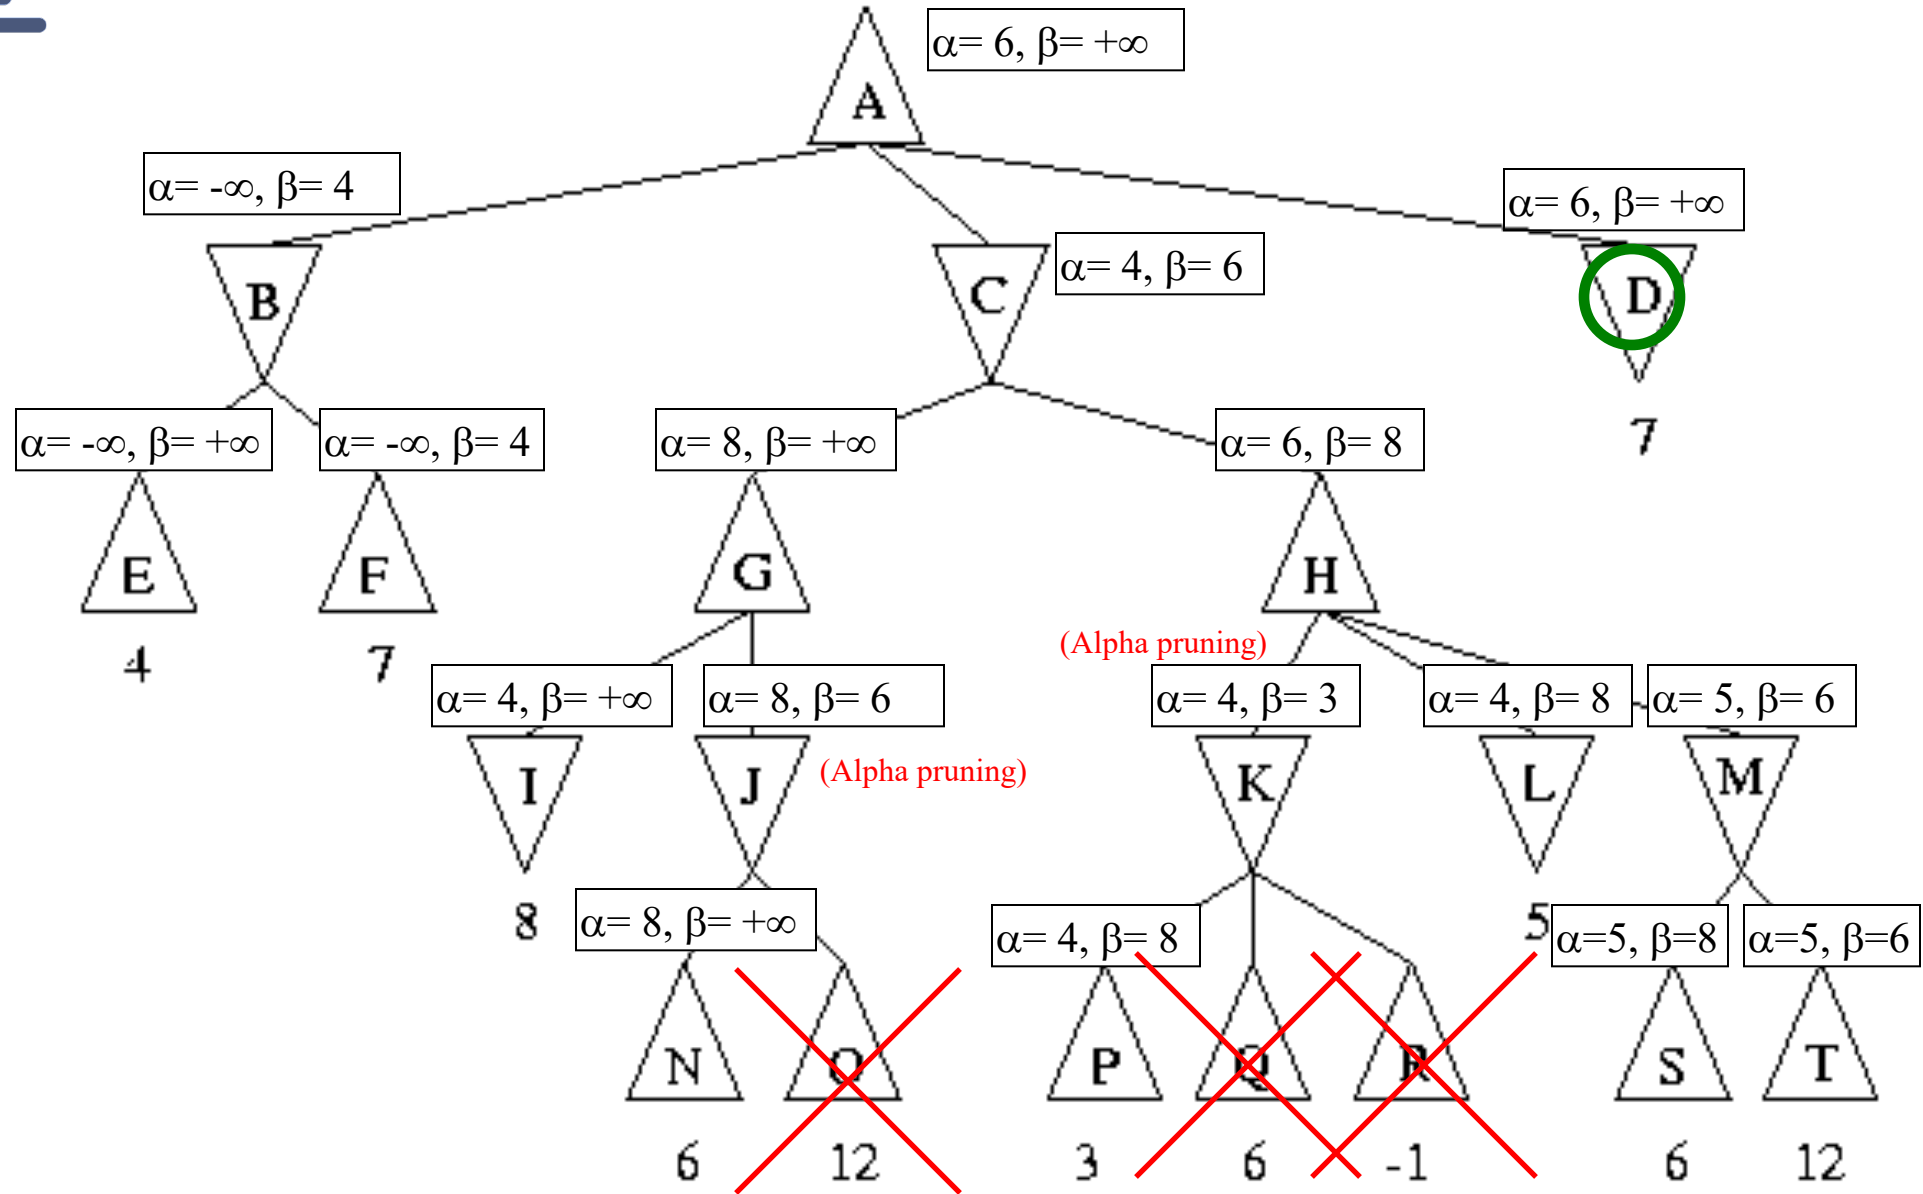 α= 6, β= +∞
A
α= -∞, β= 4
α= 6, β= +∞
B
C
α= 4, β= 6
D
α= -∞, β= +∞
α= -∞, β= 4
α= 8, β= +∞
α= 6, β= 8
7
E
F
G
H
4
7
(Alpha pruning)
α= 4, β= +∞
α= 8, β= 6
α= 4, β= 3
α= 4, β= 8
α= 5, β= 6
I
J
(Alpha pruning)
K
L
M
8
α= 8, β= +∞
α= 4, β= 8
5
α=5, β=8
α=5, β=6
N
O
P
Q
R
S
T
6
12
3
6
-1
6
12